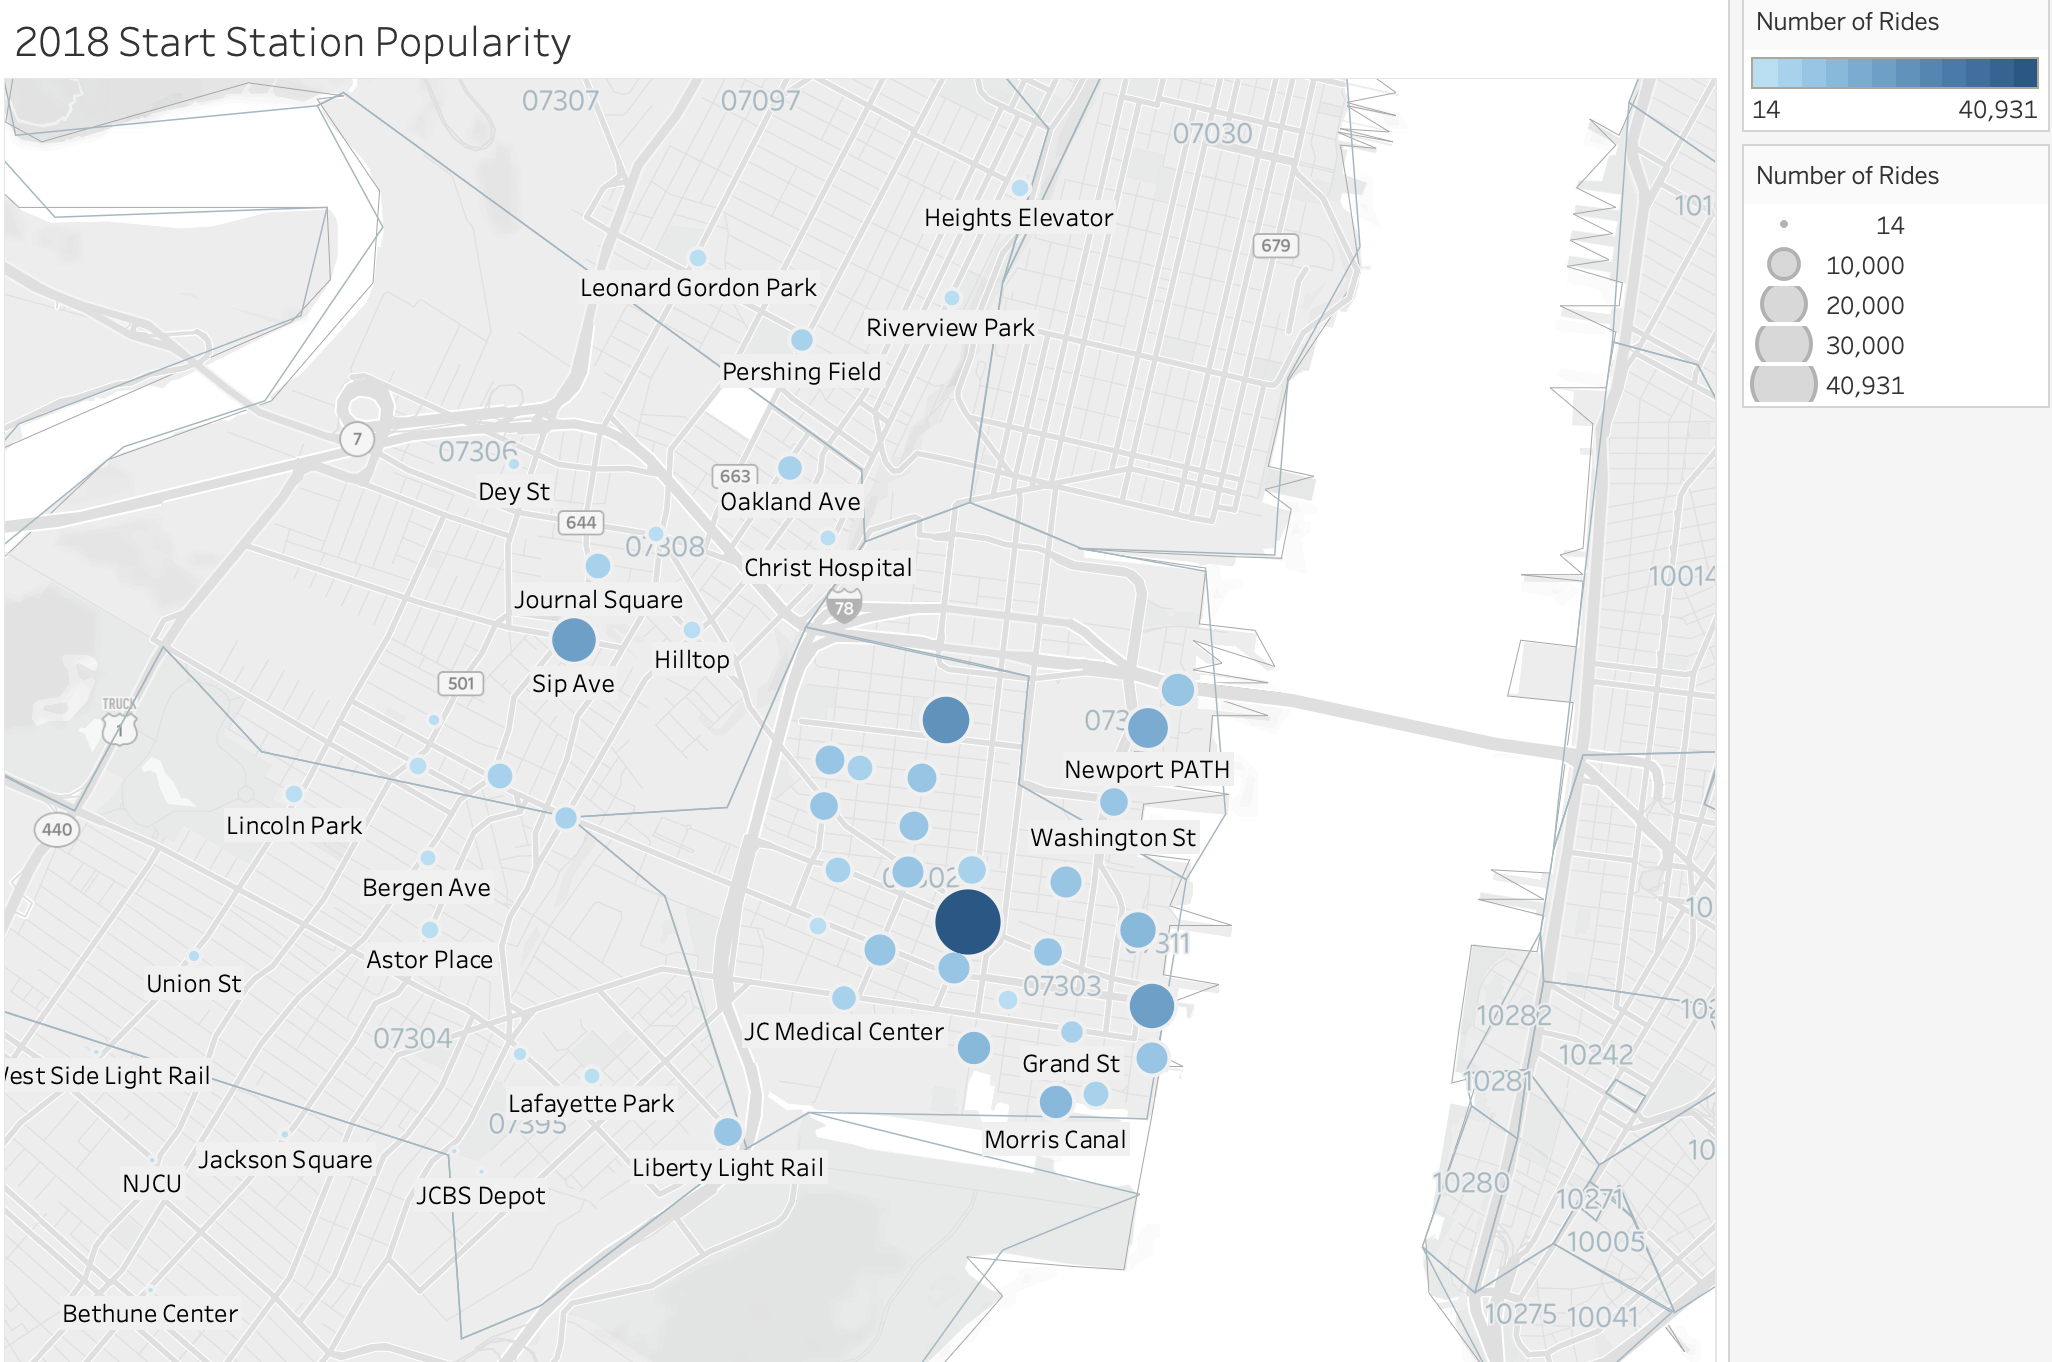 2018 Start Station Popularity
Number of Rides
14 40,931
Number of Rides
14
10,000
20,000
30,000
40,931
07307 07097
07030
Heights Elevator
679
Leonard Gordon Park
Riverview Park
Pershing Field
7
07306
663
Dey St
Oakland Ave
644
07308
Christ Hospital
10014
Journal Square
78
Hilltop
Sip Ave
501
TRUCK
1
073
Newport PATH
Lincoln Park
440
Washington St
Bergen Ave
02
10
Astor Place
311
Union St
07303
10282
102
JC Medical Center
07304
Grand St
10242
est Side Light Rail
10281
Lafayette Park
07395
Morris Canal
10
Jackson Square
Liberty Light Rail
NJCU
JCBS Depot
10280
10271
10005
Bethune Center
10275 10041
101